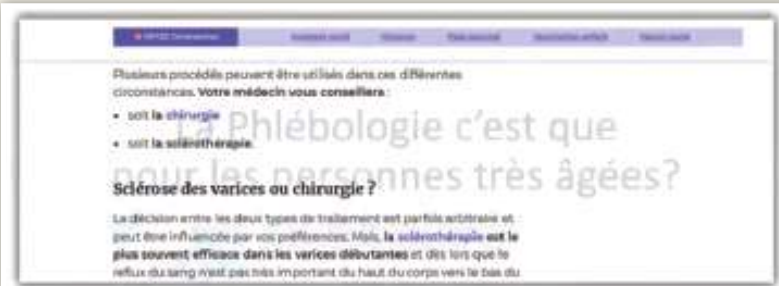 Plusieurs procédés peuvent être utilisés dans ces différentes
circonstances. Votre médecin vous conseillera :
• soit la chirurgie
• soit la sclérothérapie.
La Phlébologie c'est que
pour les personnes très âgées?
Sclérose des varices ou chirurgie ?
La décision entre les deux types de traitement est parfois arbitraire et
peut être influencée par vos préférences. Mais, la sclérothérapie est le
plus souvent efficace dans les varices débutantes et dès lors que le
reflux du sang n'est pas très important du haut du corps vers le bas du